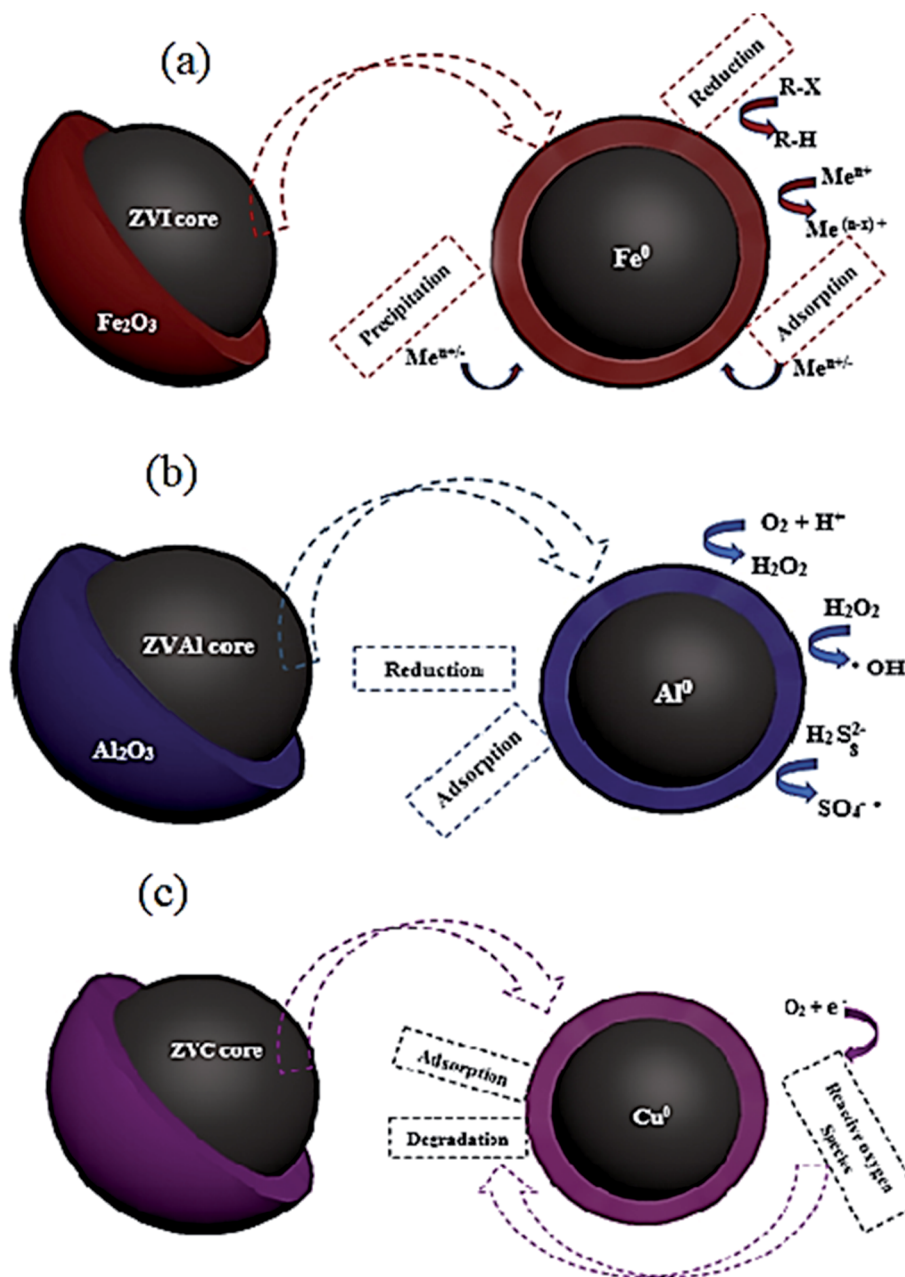 (a)
ZVI core
Fe₂O₃
Fe⁰
Reduction
R-X
R-H
Meⁿ⁺
Me⁽ⁿ⁻ˣ⁾⁺
Precipitation
Meⁿ⁺/⁻
Adsorption
Meⁿ⁺/⁻
(b)
ZVAl core
Al₂O₃
Al⁰
Reduction
Adsorption
O₂ + H⁺
H₂O₂
H₂O₂
• OH
H₂S₈²⁻
SO₄⁻ •
(c)
ZVC core
Cu⁰
Adsorption
Degradation
O₂ + e⁻
Reactive oxygen
Species